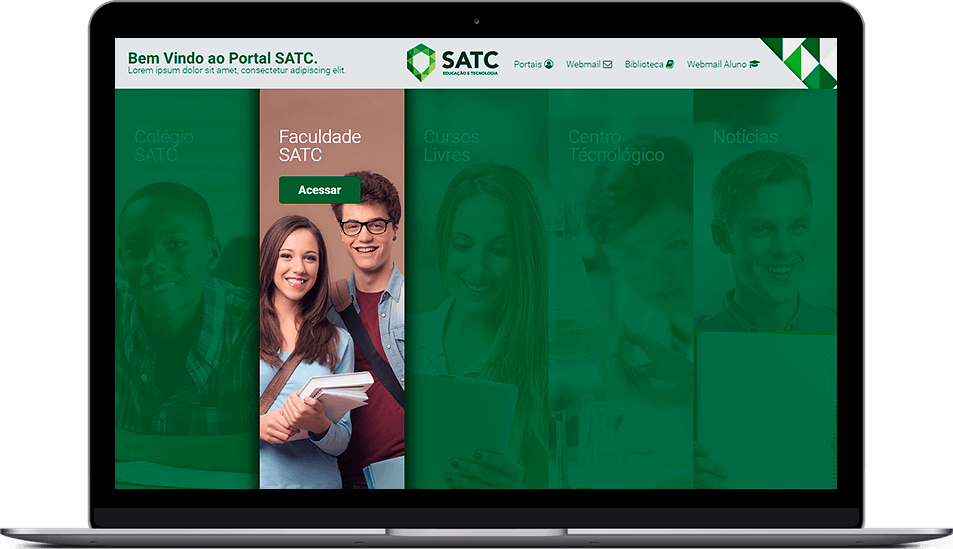 Bem Vindo ao Portal SATC.
Lorem ipsum dolor sit amet, consectetur adipiscing elit.
SATC
EDUCAÇÃO E TECNOLOGIA
Portais
Webmail
Biblioteca
Webmail Aluno
Colégio
SATC
Faculdade
SATC
Acessar
Cursos
Livres
Centro
Técnológico
Notícias